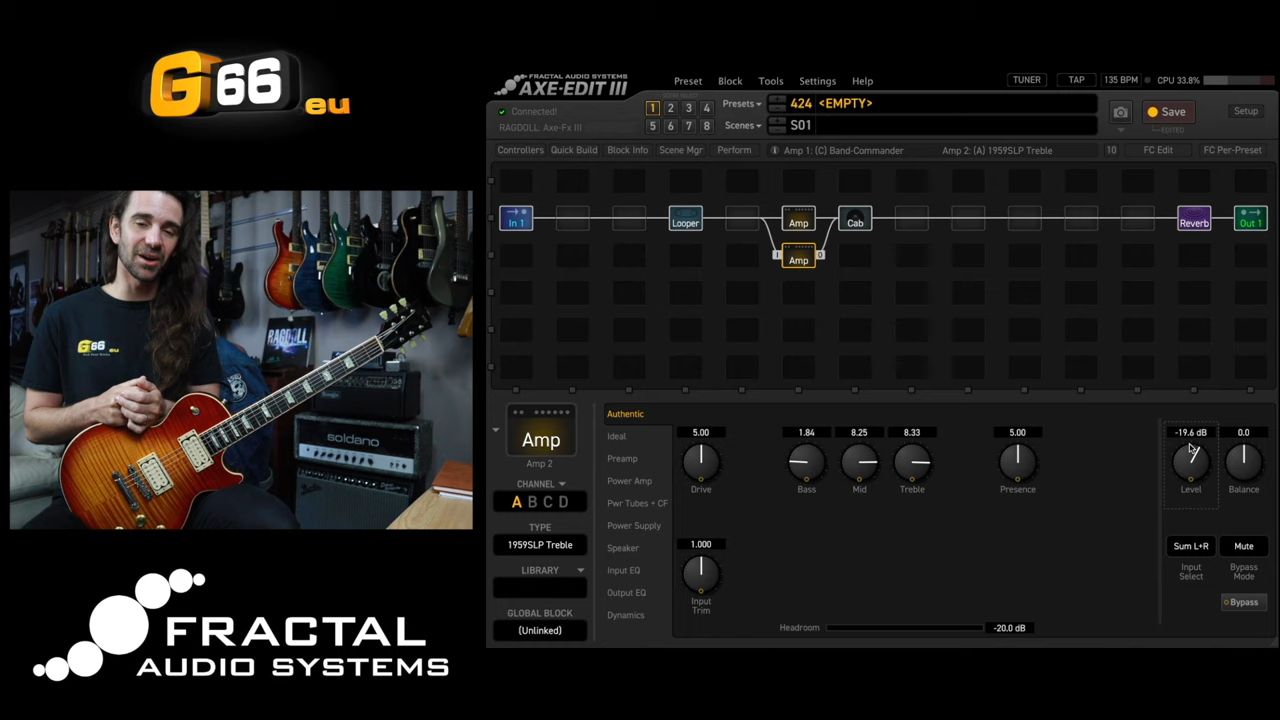 G66
.eu
FRACTAL AUDIO SYSTEMS
AXE-EDIT III
Preset Block Tools Settings Help
TUNER TAP 135 BPM CPU 33.8%
Connected!
RAGDOLL: Axe-Fx III
1 2 3 4
5 6 7 8
Presets 424 <EMPTY>
Scenes S01
Save
EDITED
Setup
Controllers Quick Build Block Info Scene Mgr Perform
Amp 1: (C) Band-Commander Amp 2: (A) 1959SLP Treble 10 FC Edit FC Per-Preset
In 1 Looper Amp Cab Reverb Out 1
I Amp O
G66.eu
RAGDOLL
soldano
Amp
Amp 2
CHANNEL
A B C D
TYPE
1959SLP Treble
LIBRARY
GLOBAL BLOCK
(Unlinked)
Authentic
Ideal
Preamp
Power Amp
Pwr Tubes + CF
Power Supply
Speaker
Input EQ
Output EQ
Dynamics
5.00 1.84 8.25 8.33 5.00 -19.6 dB 0.0
Drive Bass Mid Treble Presence Level Balance
1.000
Input Trim
Sum L+R Mute
Input Select
Bypass Mode
Bypass
Headroom -20.0 dB
FRACTAL
AUDIO SYSTEMS